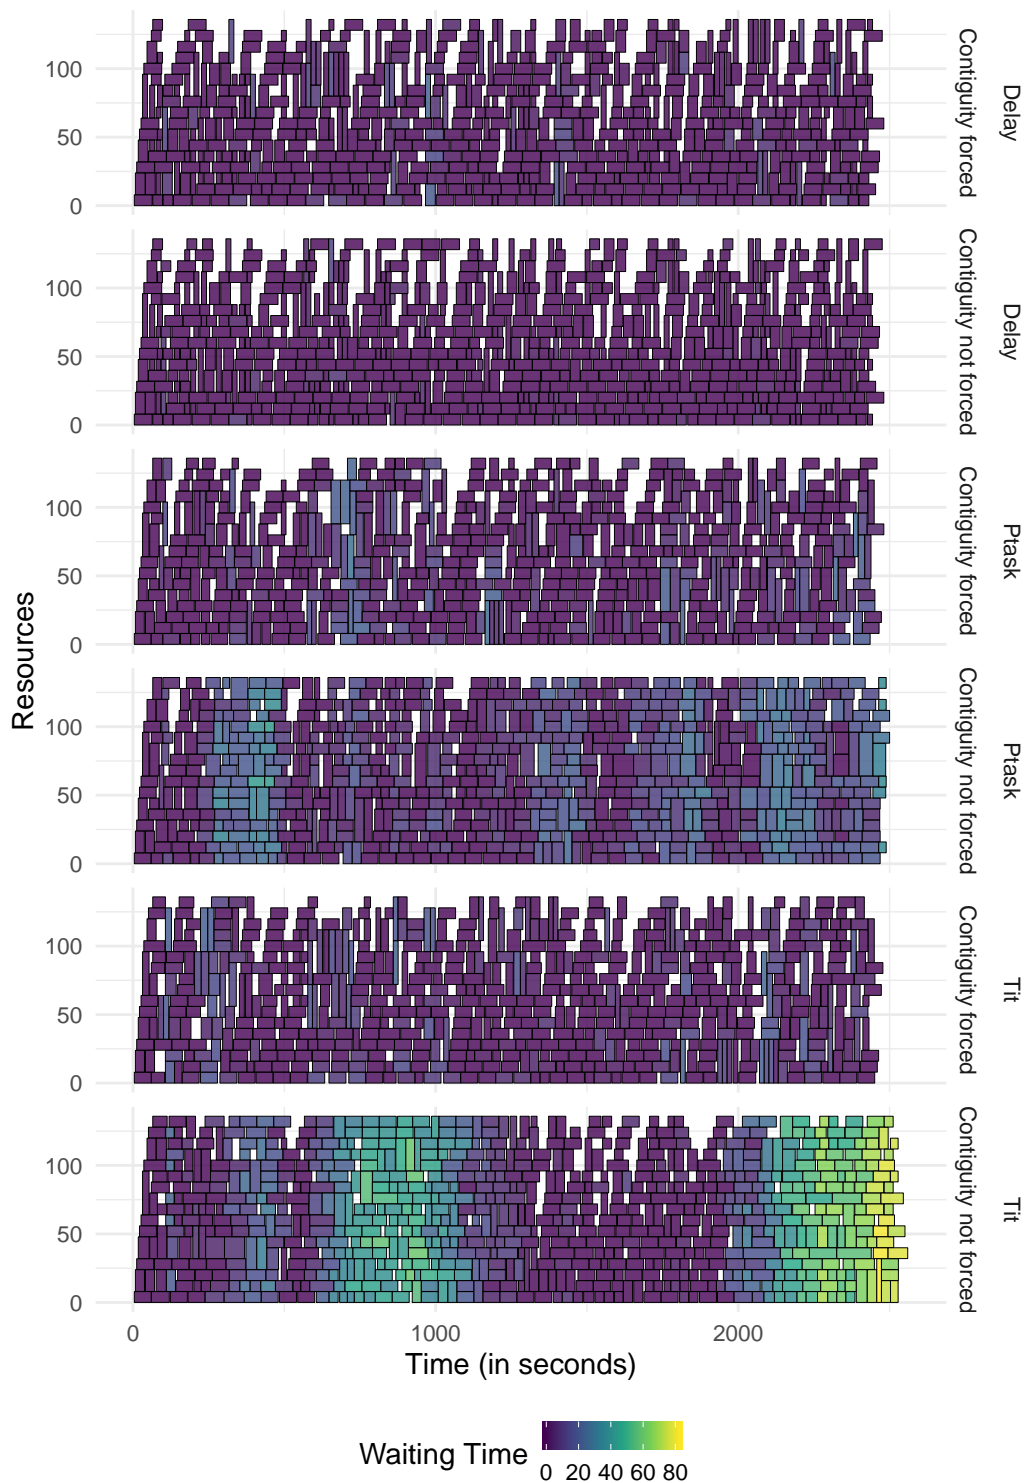 100
50
0
Contiguity forced
Delay
100
50
0
Contiguity not forced
Delay
100
50
0
Contiguity forced
Ptask
Resources
100
50
0
Contiguity not forced
Ptask
100
50
0
Contiguity forced
Tit
100
50
0
Contiguity not forced
Tit
0 1000 2000
Time (in seconds)
Waiting Time
0 20 40 60 80